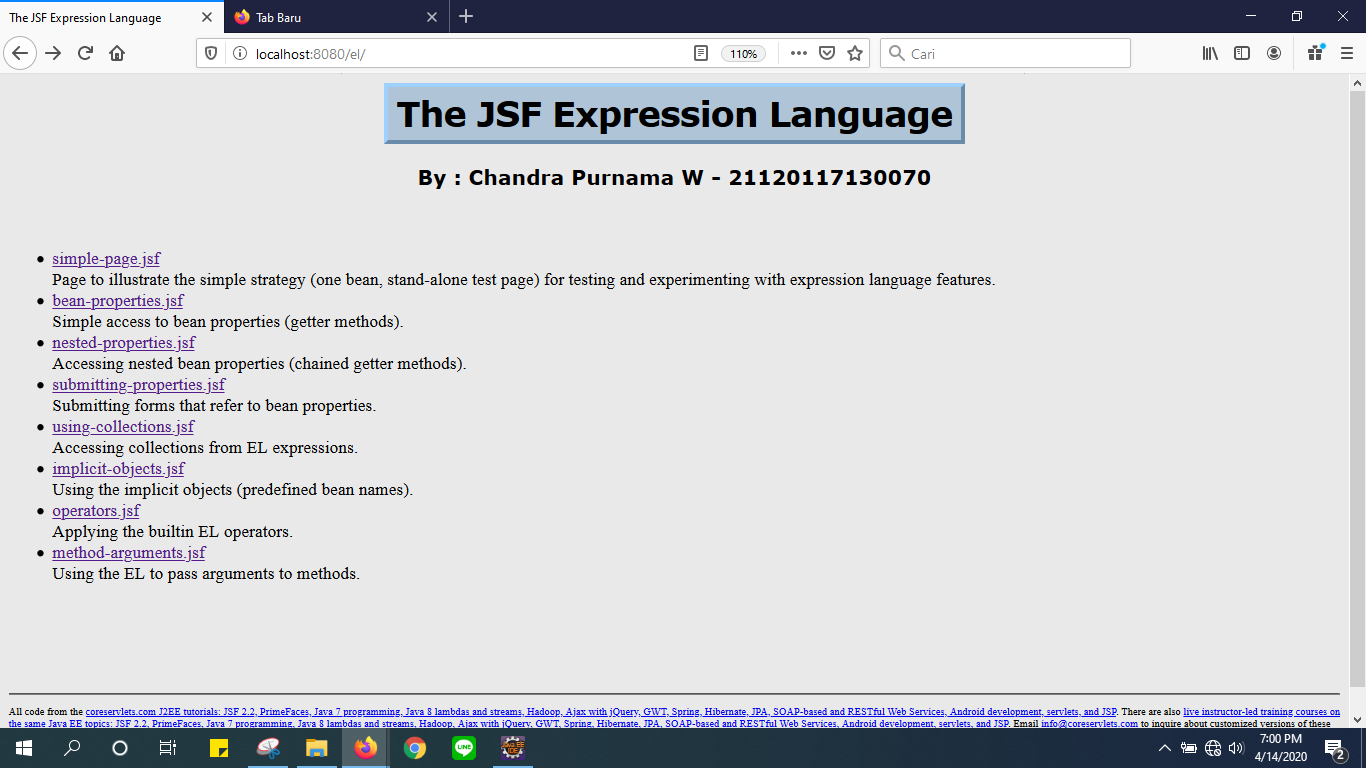 The JSF Expression Language
Tab Baru
localhost:8080/el/
110%
Cari
The JSF Expression Language
By : Chandra Purnama W - 21120117130070
simple-page.jsf
Page to illustrate the simple strategy (one bean, stand-alone test page) for testing and experimenting with expression language features.
bean-properties.jsf
Simple access to bean properties (getter methods).
nested-properties.jsf
Accessing nested bean properties (chained getter methods).
submitting-properties.jsf
Submitting forms that refer to bean properties.
using-collections.jsf
Accessing collections from EL expressions.
implicit-objects.jsf
Using the implicit objects (predefined bean names).
operators.jsf
Applying the builtin EL operators.
method-arguments.jsf
Using the EL to pass arguments to methods.
All code from the coreservlets.com J2EE tutorials: JSF 2.2, PrimeFaces, Java 7 programming, Java 8 lambdas and streams, Hadoop, Ajax with jQuery, GWT, Spring, Hibernate, JPA, SOAP-based and RESTful Web Services, Android development, servlets, and JSP. There are also live instructor-led training courses on
the same Java EE topics: JSF 2.2, PrimeFaces, Java 7 programming, Java 8 lambdas and streams, Hadoop, Ajax with jQuery, GWT, Spring, Hibernate, JPA, SOAP-based and RESTful Web Services, Android development, servlets, and JSP. Email info@coreservlets.com to inquire about customized versions of these
LINE
Java EE
IDE
7:00 PM
4/14/2020
2